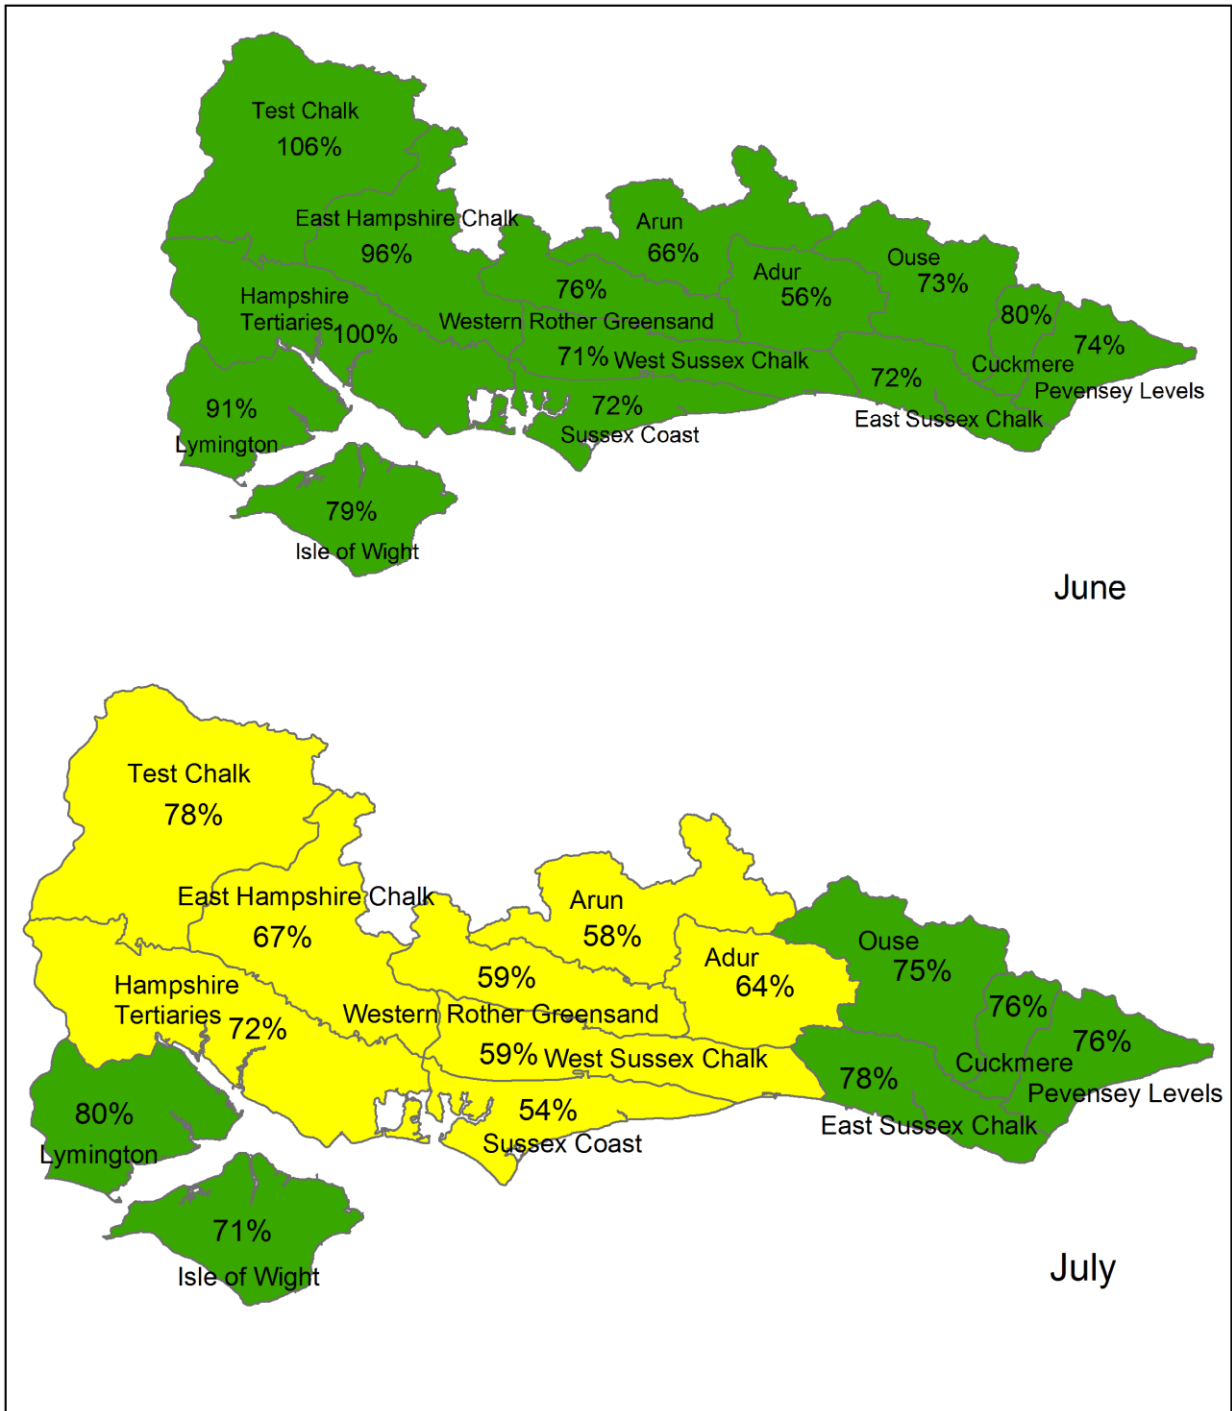 Test Chalk
106%
East Hampshire Chalk
96%
Arun
66%
Adur
56%
Ouse
73%
76%
Western Rother Greensand
Hampshire
Tertiaries
100%
80%
Cuckmere
74%
Pevensey Levels
71%
West Sussex Chalk
72%
East Sussex Chalk
91%
Lymington
72%
Sussex Coast
79%
Isle of Wight
June
Test Chalk
78%
East Hampshire Chalk
67%
Arun
58%
Adur
64%
Ouse
75%
59%
Western Rother Greensand
Hampshire
Tertiaries
72%
76%
Cuckmere
76%
Pevensey Levels
59%
West Sussex Chalk
78%
East Sussex Chalk
80%
Lymington
54%
Sussex Coast
71%
Isle of Wight
July